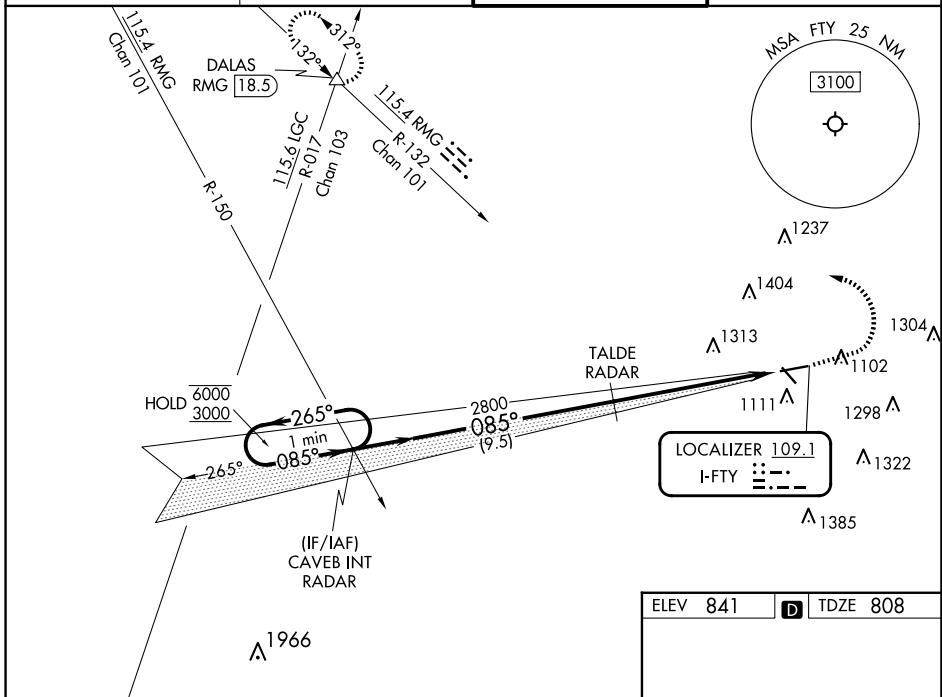 115.4 RMG
Chan 101
DALAS
RMG 18.5
132°
312°
115.6 LGC
R-017
Chan 103
115.4 RMG
R-132
Chan 101
R-150
MSA FTY 25 NM
3100
1237
1404
1313
1304
1102
1111
1298
1322
1385
TALDE
RADAR
HOLD 6000
3000
265°
1 min
085°
265°
2800
085°
(9.5)
LOCALIZER 109.1
I-FTY
(IF/IAF)
CAVEB INT
RADAR
1966
ELEV 841 D TDZE 808